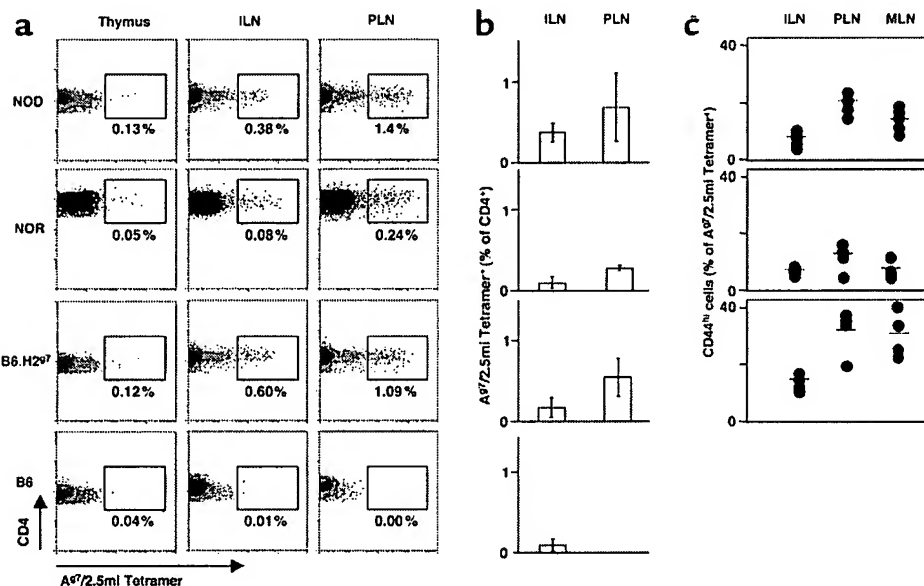 a
Thymus
ILN
PLN
NOD
0.13%
0.38%
1.4%
NOR
0.05%
0.08%
0.24%
B6.H2g7
0.12%
0.60%
1.09%
B6
0.04%
0.01%
0.00%
CD4
Ag7/2.5mI Tetramer
b
ILN
PLN
1
0
1
0
1
0
1
0
Ag7/2.5mI Tetramer+ (% of CD4+)
c
ILN
PLN
MLN
40
20
0
40
20
0
40
20
0
CD44hi cells (% of Ag7/2.5mI Tetramer+)